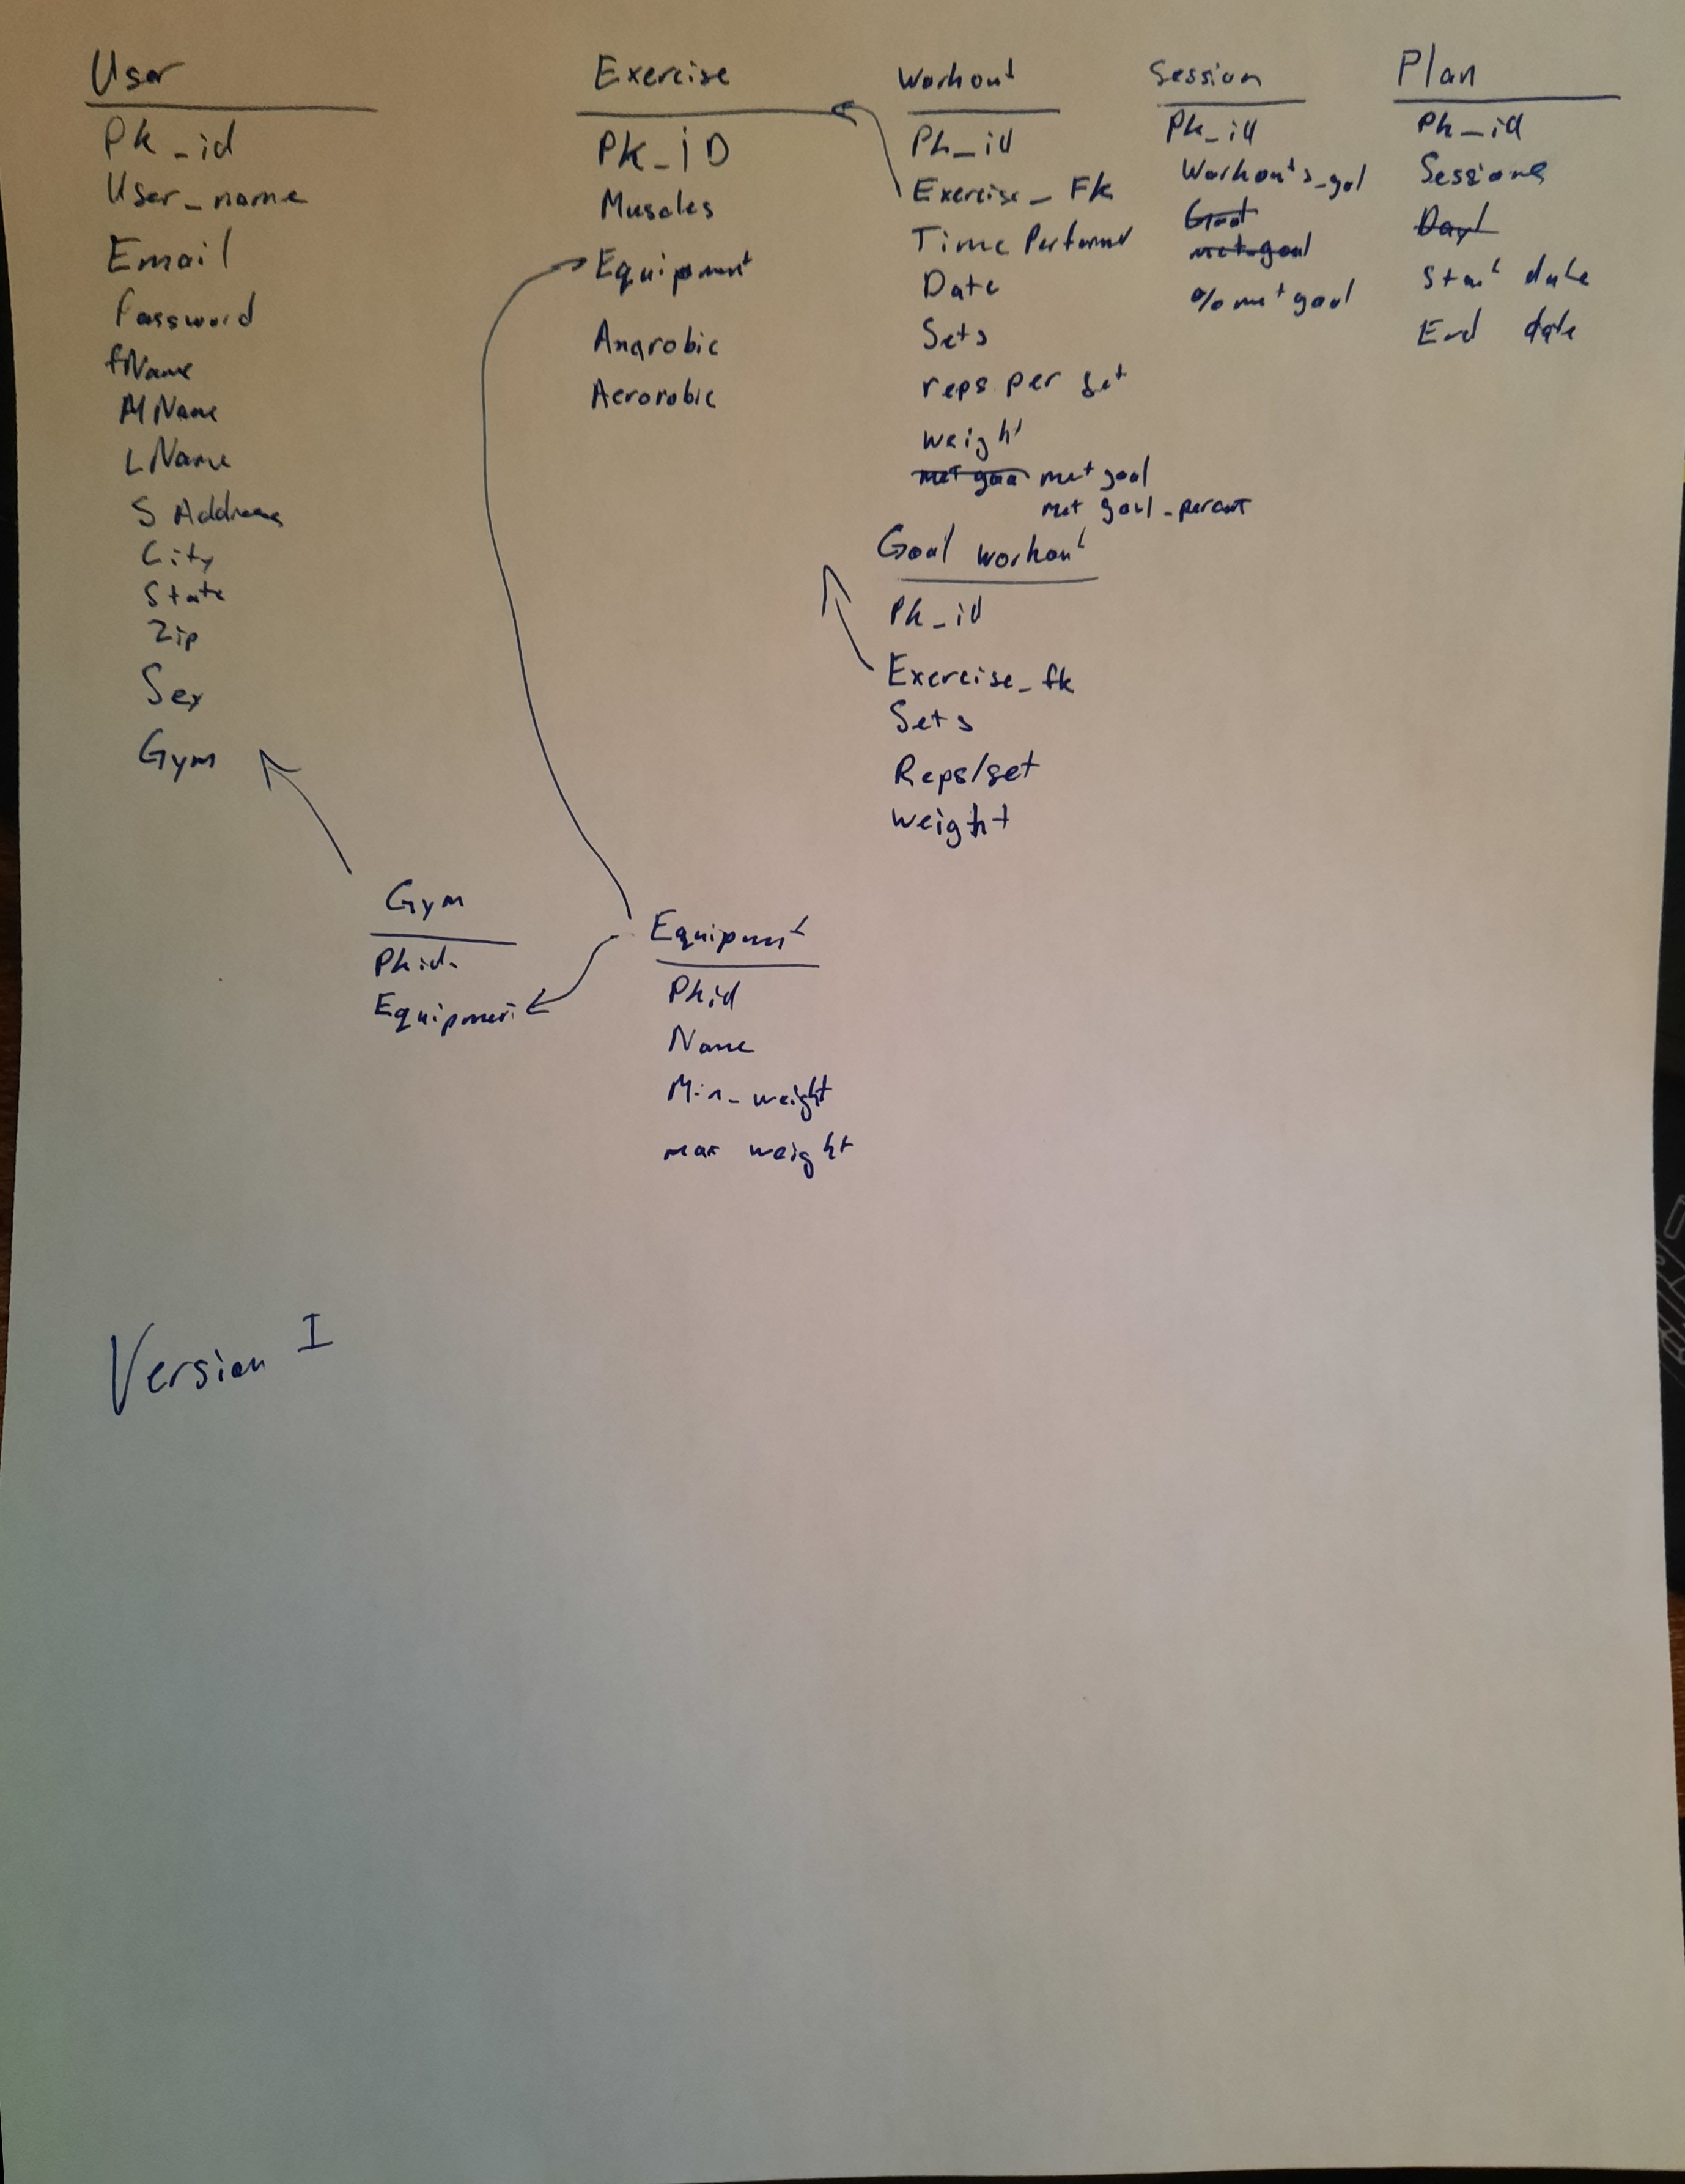 User
Pk_id
User_name
Email
Password
fName
MName
LName
S Address
City
State
Zip
Sex
Gym
Exercise
PK_iD
Muscles
Equipment
Anarobic
Aerorobic
Workout
Pk_id
Exercise_Fk
Time Performed
Date
Sets
reps per set
weight
met goa met goal
met goal_percent
Goal workout
Pk_id
Exercise_fk
Sets
Reps/set
Weight
Session
Pk_id
Workout's_gol
Goal
met goal
% met goal
Plan
Pk_id
Sessions
Day
Start date
End date
Gym
Pkid
Equipment
Equipment
Pkid
Name
Min_weight
max weight
Version I